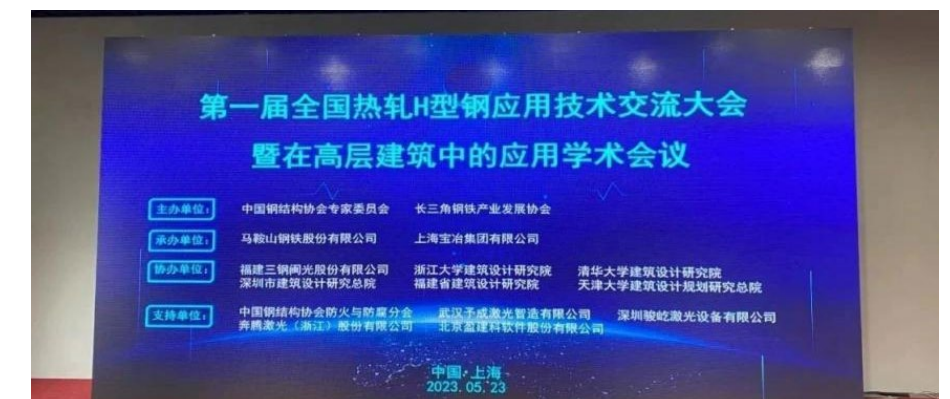 第一届全国热轧H型钢应用技术交流大会
暨在高层建筑中的应用学术会议
主办单位： 中国钢结构协会专家委员会 长三角钢铁产业发展协会
承办单位： 马鞍山钢铁股份有限公司 上海宝冶集团有限公司
协办单位： 福建三钢闽光股份有限公司 浙江大学建筑设计研究院 清华大学建筑设计研究院
深圳市建筑设计研究总院 福建省建筑设计研究院 天津大学建筑设计规划研究总院
支持单位： 中国钢结构协会防火与防腐分会 武汉予成激光智造有限公司 深圳骏屹激光设备有限公司
奔腾激光（浙江）股份有限公司 北京盈建科软件股份有限公司
中国·上海
2023.05.23